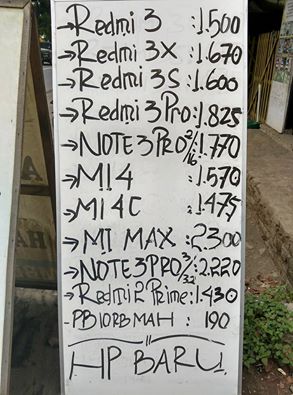 →Redmi 3 :1.500
→Redmi 3X :1.670
→Redmi 3S :1.600
→Redmi 3Pro :1.825
→NOTE 3 PRO 2/16 :1.770
→MI 4 :1.570
→MI 4C :1.475
→MI MAX :2.300
→NOTE 3 PRO 3/32 :2.220
→Redmi 2 Prime :1.430
-PB 10RB MAH : 190
HP BARU